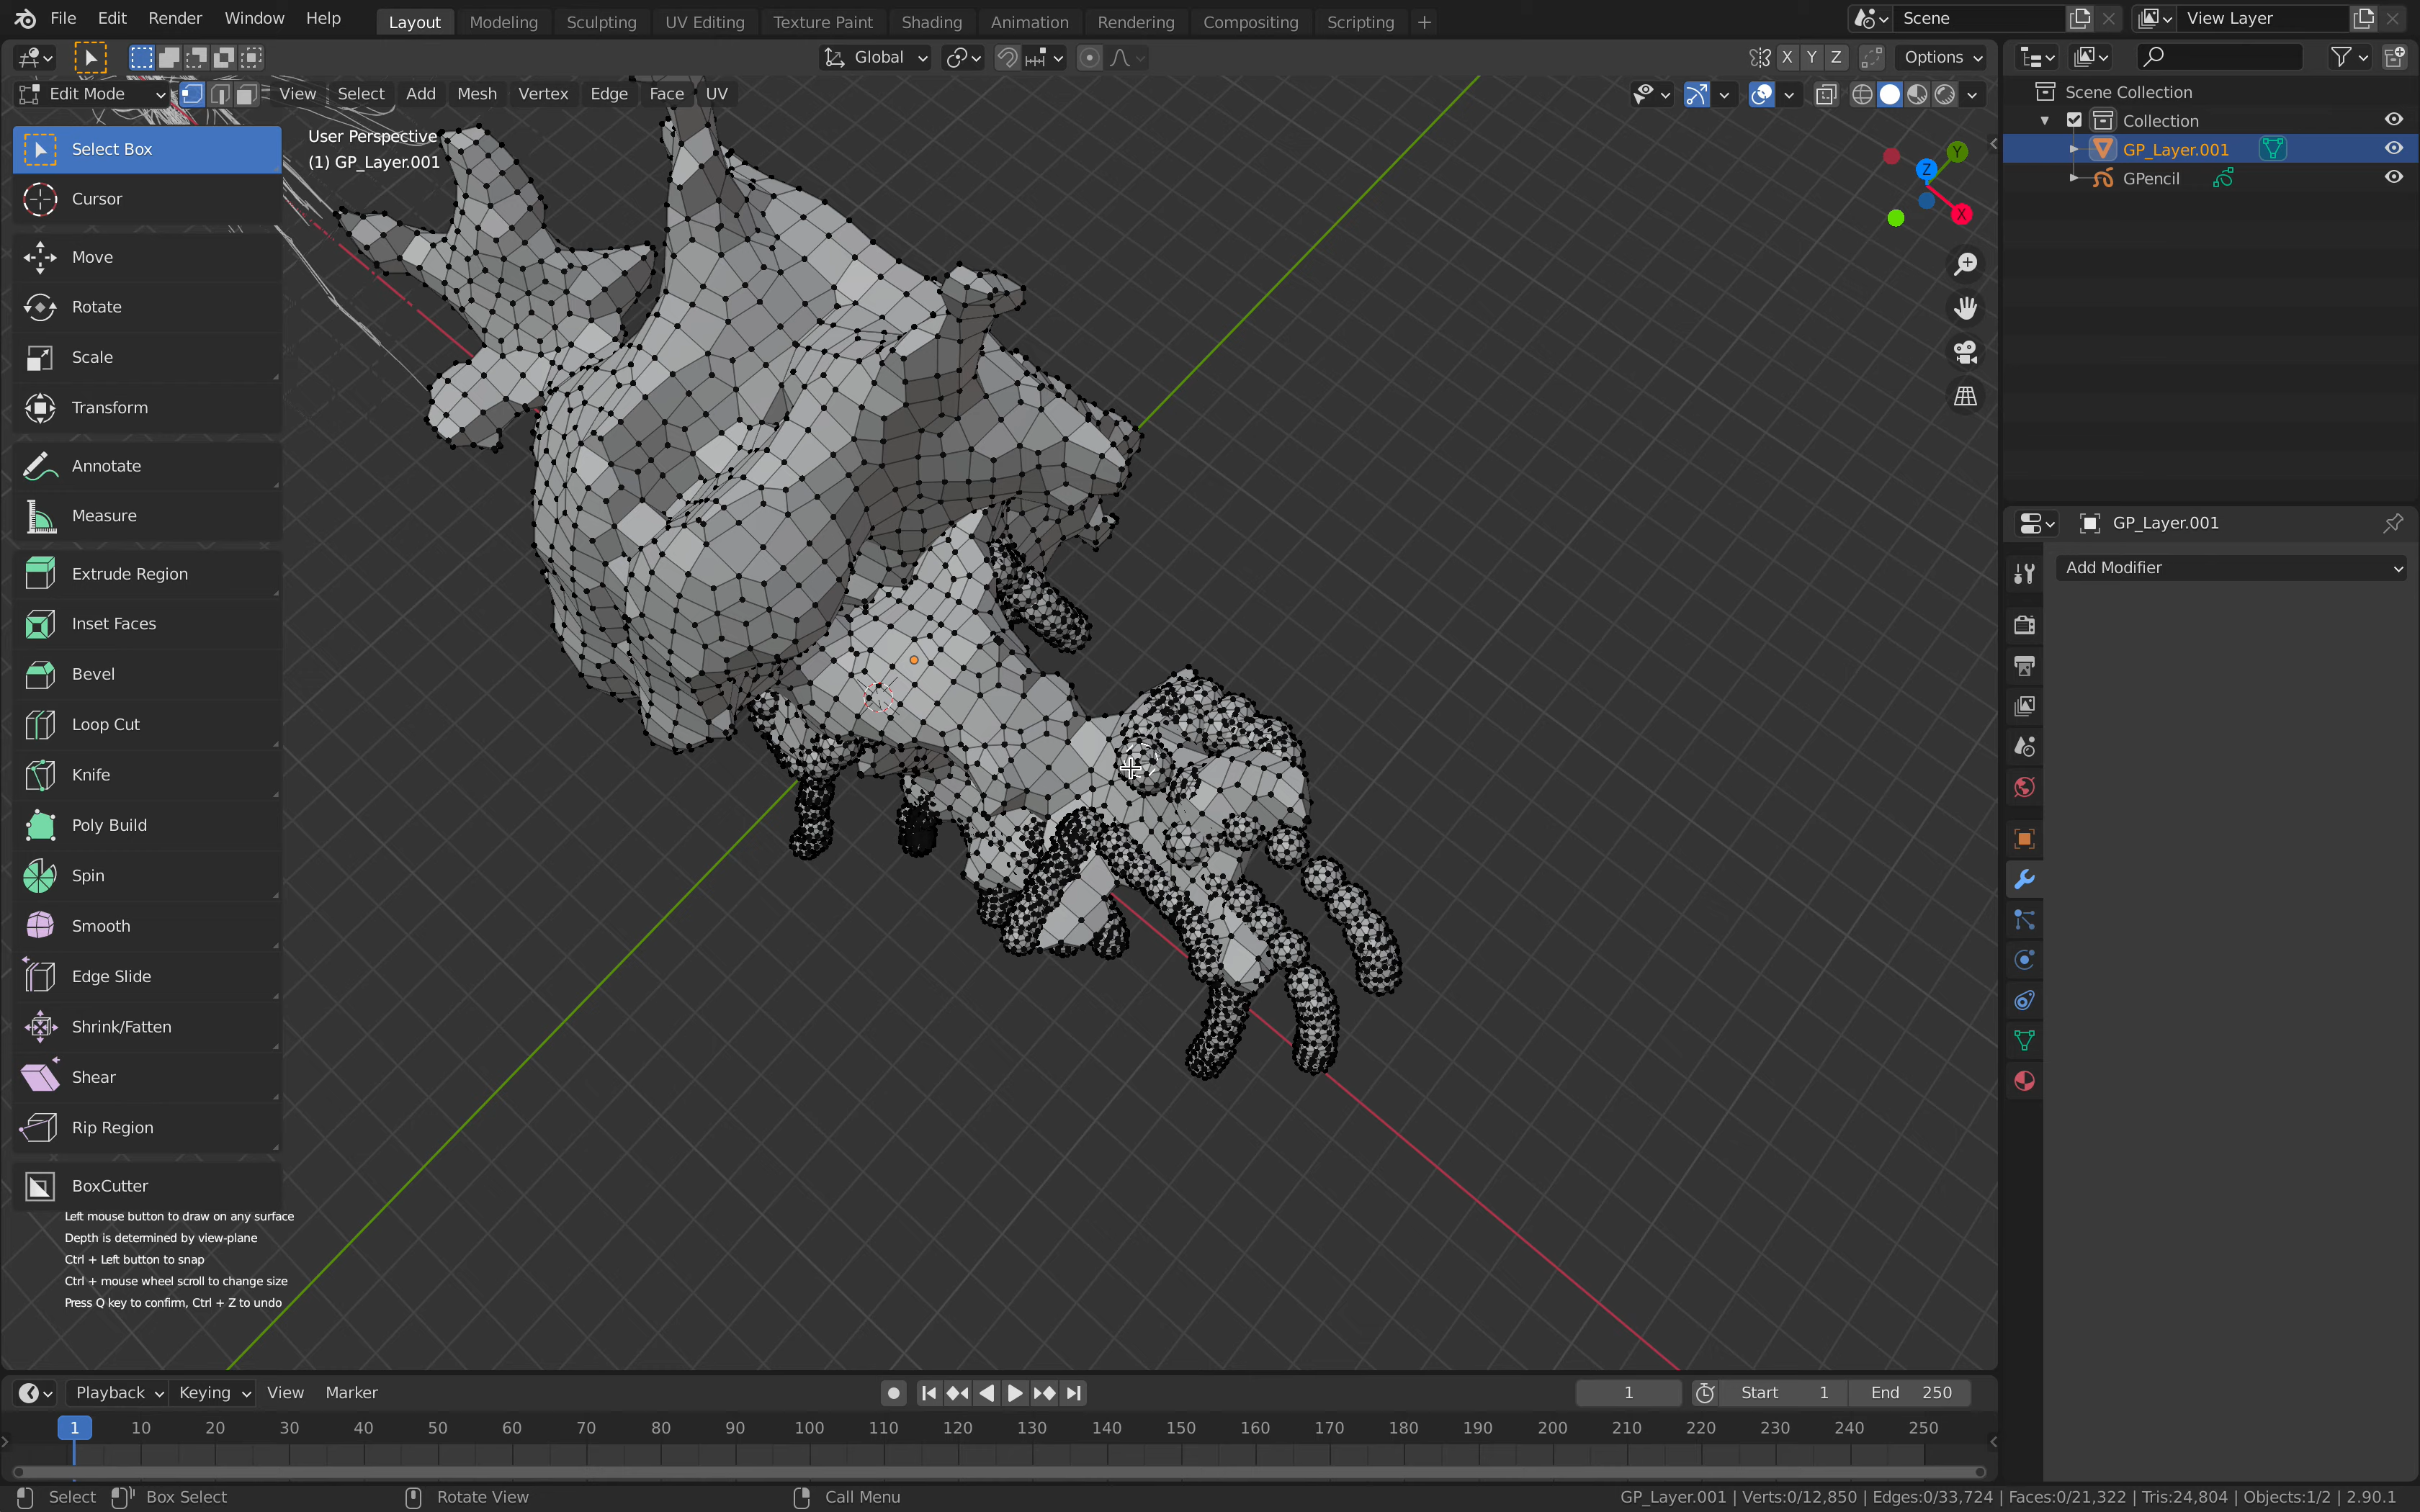 File Edit Render Window Help Layout Modeling Sculpting UV Editing Texture Paint Shading Animation Rendering Compositing Scripting + Scene View Layer
Global X Y Z Options
Edit Mode View Select Add Mesh Vertex Edge Face UV
User Perspective
(1) GP_Layer.001
Select Box
Cursor
Move
Rotate
Scale
Transform
Annotate
Measure
Extrude Region
Inset Faces
Bevel
Loop Cut
Knife
Poly Build
Spin
Smooth
Edge Slide
Shrink/Fatten
Shear
Rip Region
BoxCutter
Left mouse button to draw on any surface
Depth is determined by view-plane
Ctrl + Left button to snap
Ctrl + mouse wheel scroll to change size
Press Q key to confirm, Ctrl + Z to undo
Y
Z
X
Scene Collection
Collection
GP_Layer.001
GPencil
GP_Layer.001
Add Modifier
Playback Keying View Marker 1 Start 1 End 250
1 10 20 30 40 50 60 70 80 90 100 110 120 130 140 150 160 170 180 190 200 210 220 230 240 250
Select Box Select Rotate View Call Menu GP_Layer.001 | Verts:0/12,850 | Edges:0/33,724 | Faces:0/21,322 | Tris:24,804 | Objects:1/2 | 2.90.1